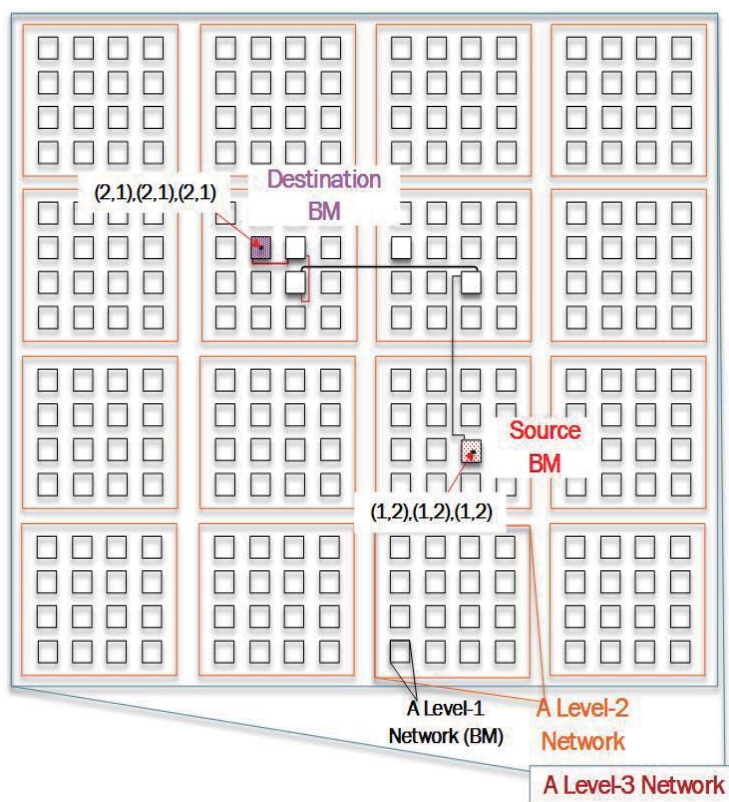 Destination
BM
(2,1),(2,1),(2,1)
Source
BM
(1,2),(1,2),(1,2)
A Level-1
Network (BM)
A Level-2
Network
A Level-3 Network